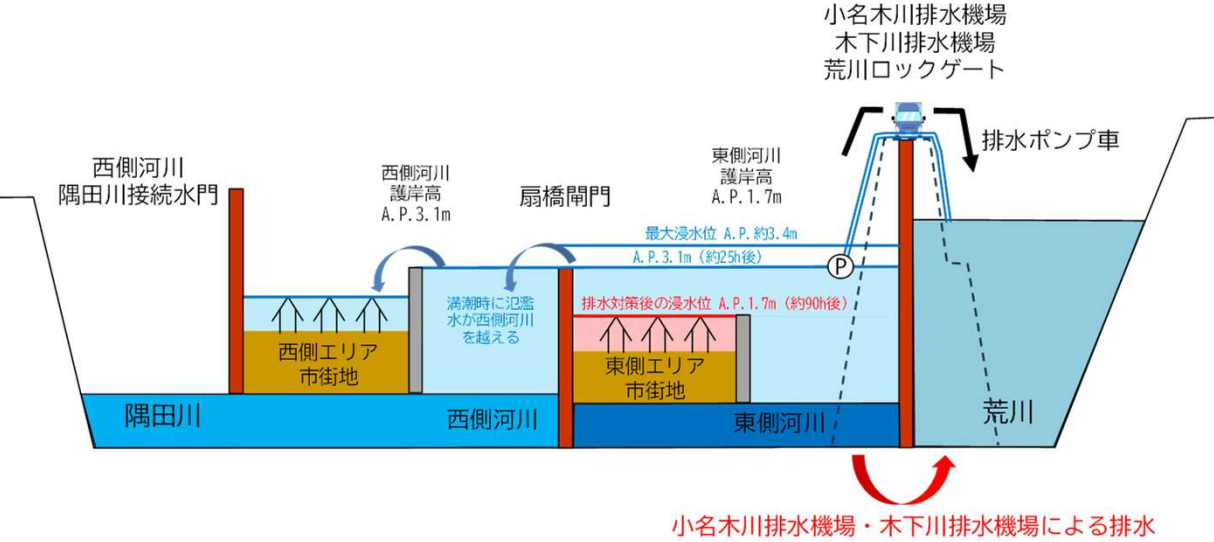 小名木川排水機場
木下川排水機場
荒川ロックゲート
排水ポンプ車
西側河川
隅田川接続水門
西側河川
護岸高
A.P.3.1m
扇橋閘門
東側河川
護岸高
A.P.1.7m
最大浸水位 A.P.約3.4m
A.P.3.1m（約25h後）
P
満潮時に氾濫
水が西側河川
を越える
排水対策後の浸水位 A.P.1.7m（約90h後）
西側エリア
市街地
東側エリア
市街地
隅田川
西側河川
東側河川
荒川
小名木川排水機場・木下川排水機場による排水